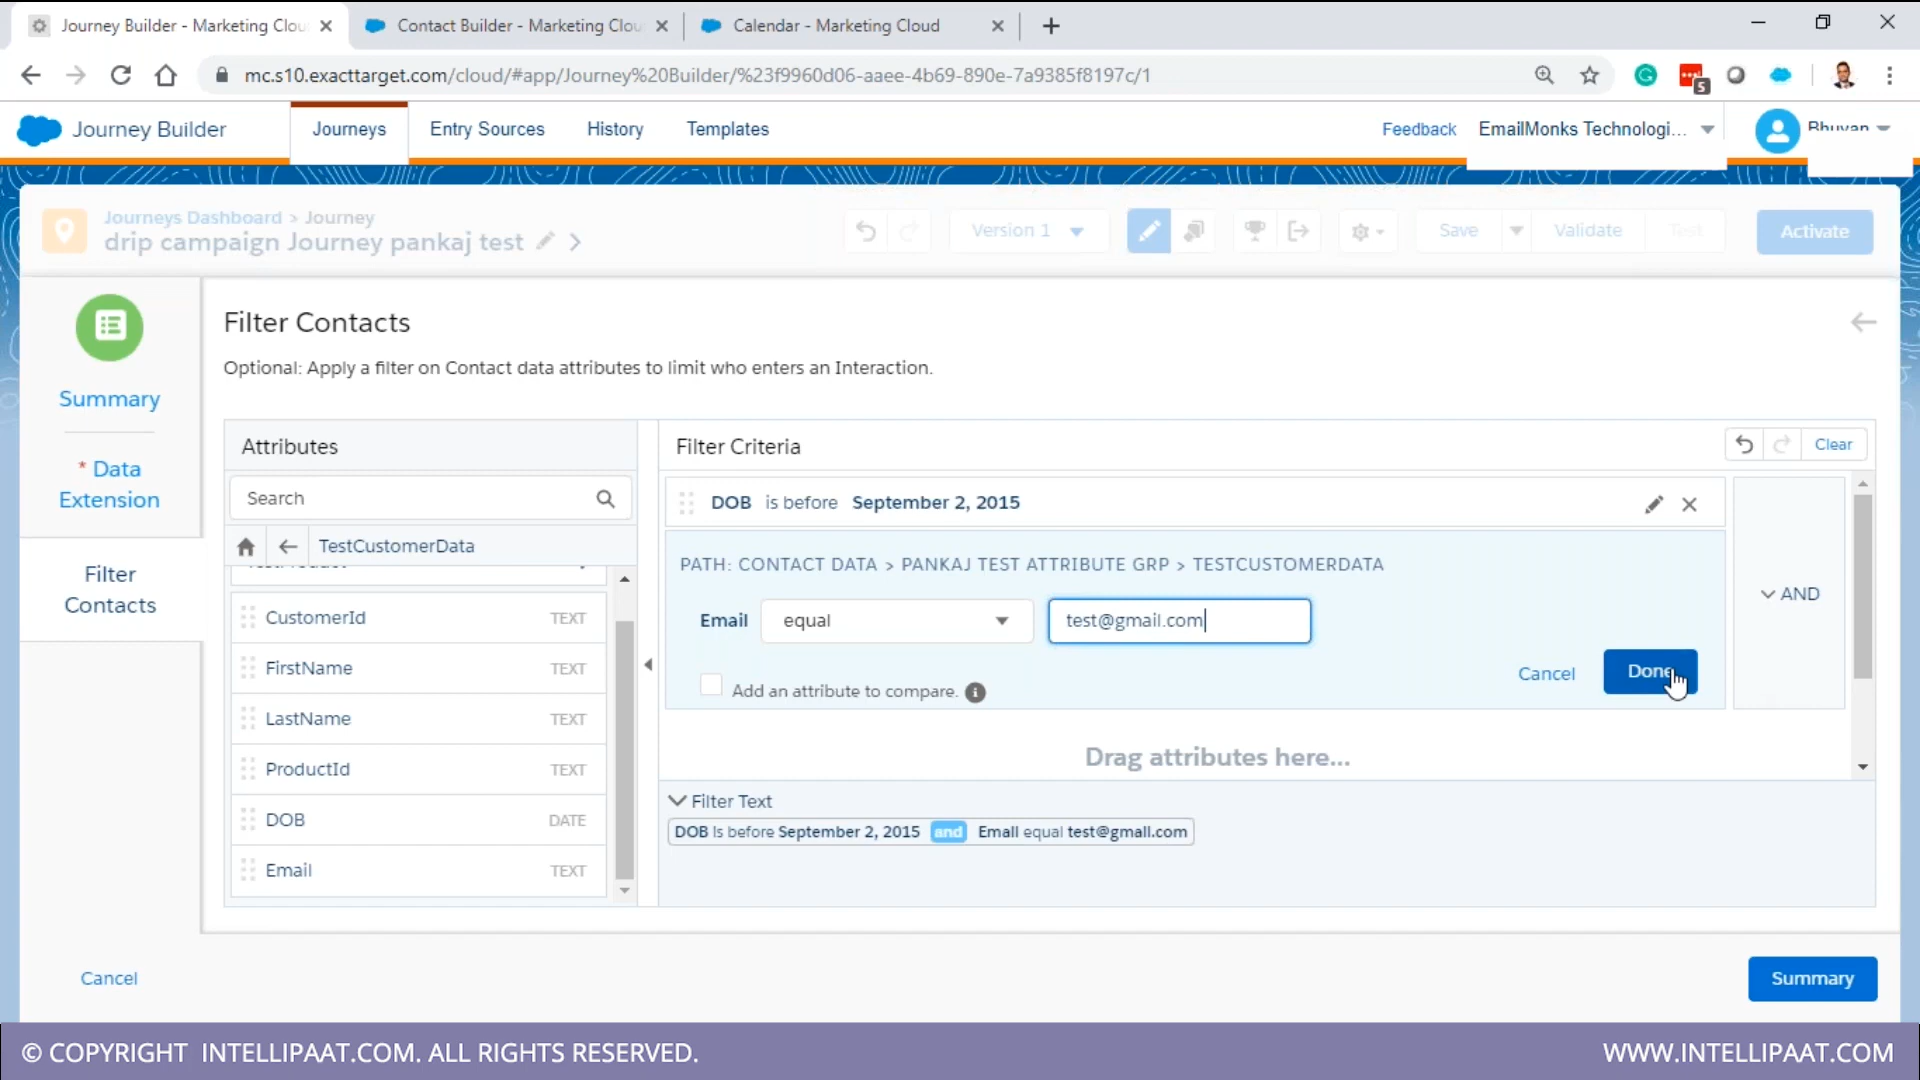 Journey Builder - Marketing Clou
Contact Builder - Marketing Clou
Calendar - Marketing Cloud
mc.s10.exacttarget.com/cloud/#app/Journey%20Builder/%23f9960d06-aaee-4b69-890e-7a9385f8197c/1
5
Journey Builder
Journeys
Entry Sources
History
Templates
Feedback
EmailMonks Technologi...
Bhuvan
Journeys Dashboard > Journey
drip campaign Journey pankaj test
Version 1
Save
Validate
Test
Activate
Summary
* Data
Extension
Filter
Contacts
Filter Contacts
Optional: Apply a filter on Contact data attributes to limit who enters an Interaction.
Attributes
Search
TestCustomerData
CustomerId TEXT
FirstName TEXT
LastName TEXT
ProductId TEXT
DOB DATE
Email TEXT
Filter Criteria
Clear
DOB is before September 2, 2015
PATH: CONTACT DATA > PANKAJ TEST ATTRIBUTE GRP > TESTCUSTOMERDATA
Email equal test@gmail.com
Add an attribute to compare.
Cancel
Done
AND
Drag attributes here...
Filter Text
DOB is before September 2, 2015 and Email equal test@gmail.com
Cancel
Summary
© COPYRIGHT INTELLIPAAT.COM. ALL RIGHTS RESERVED.
WWW.INTELLIPAAT.COM